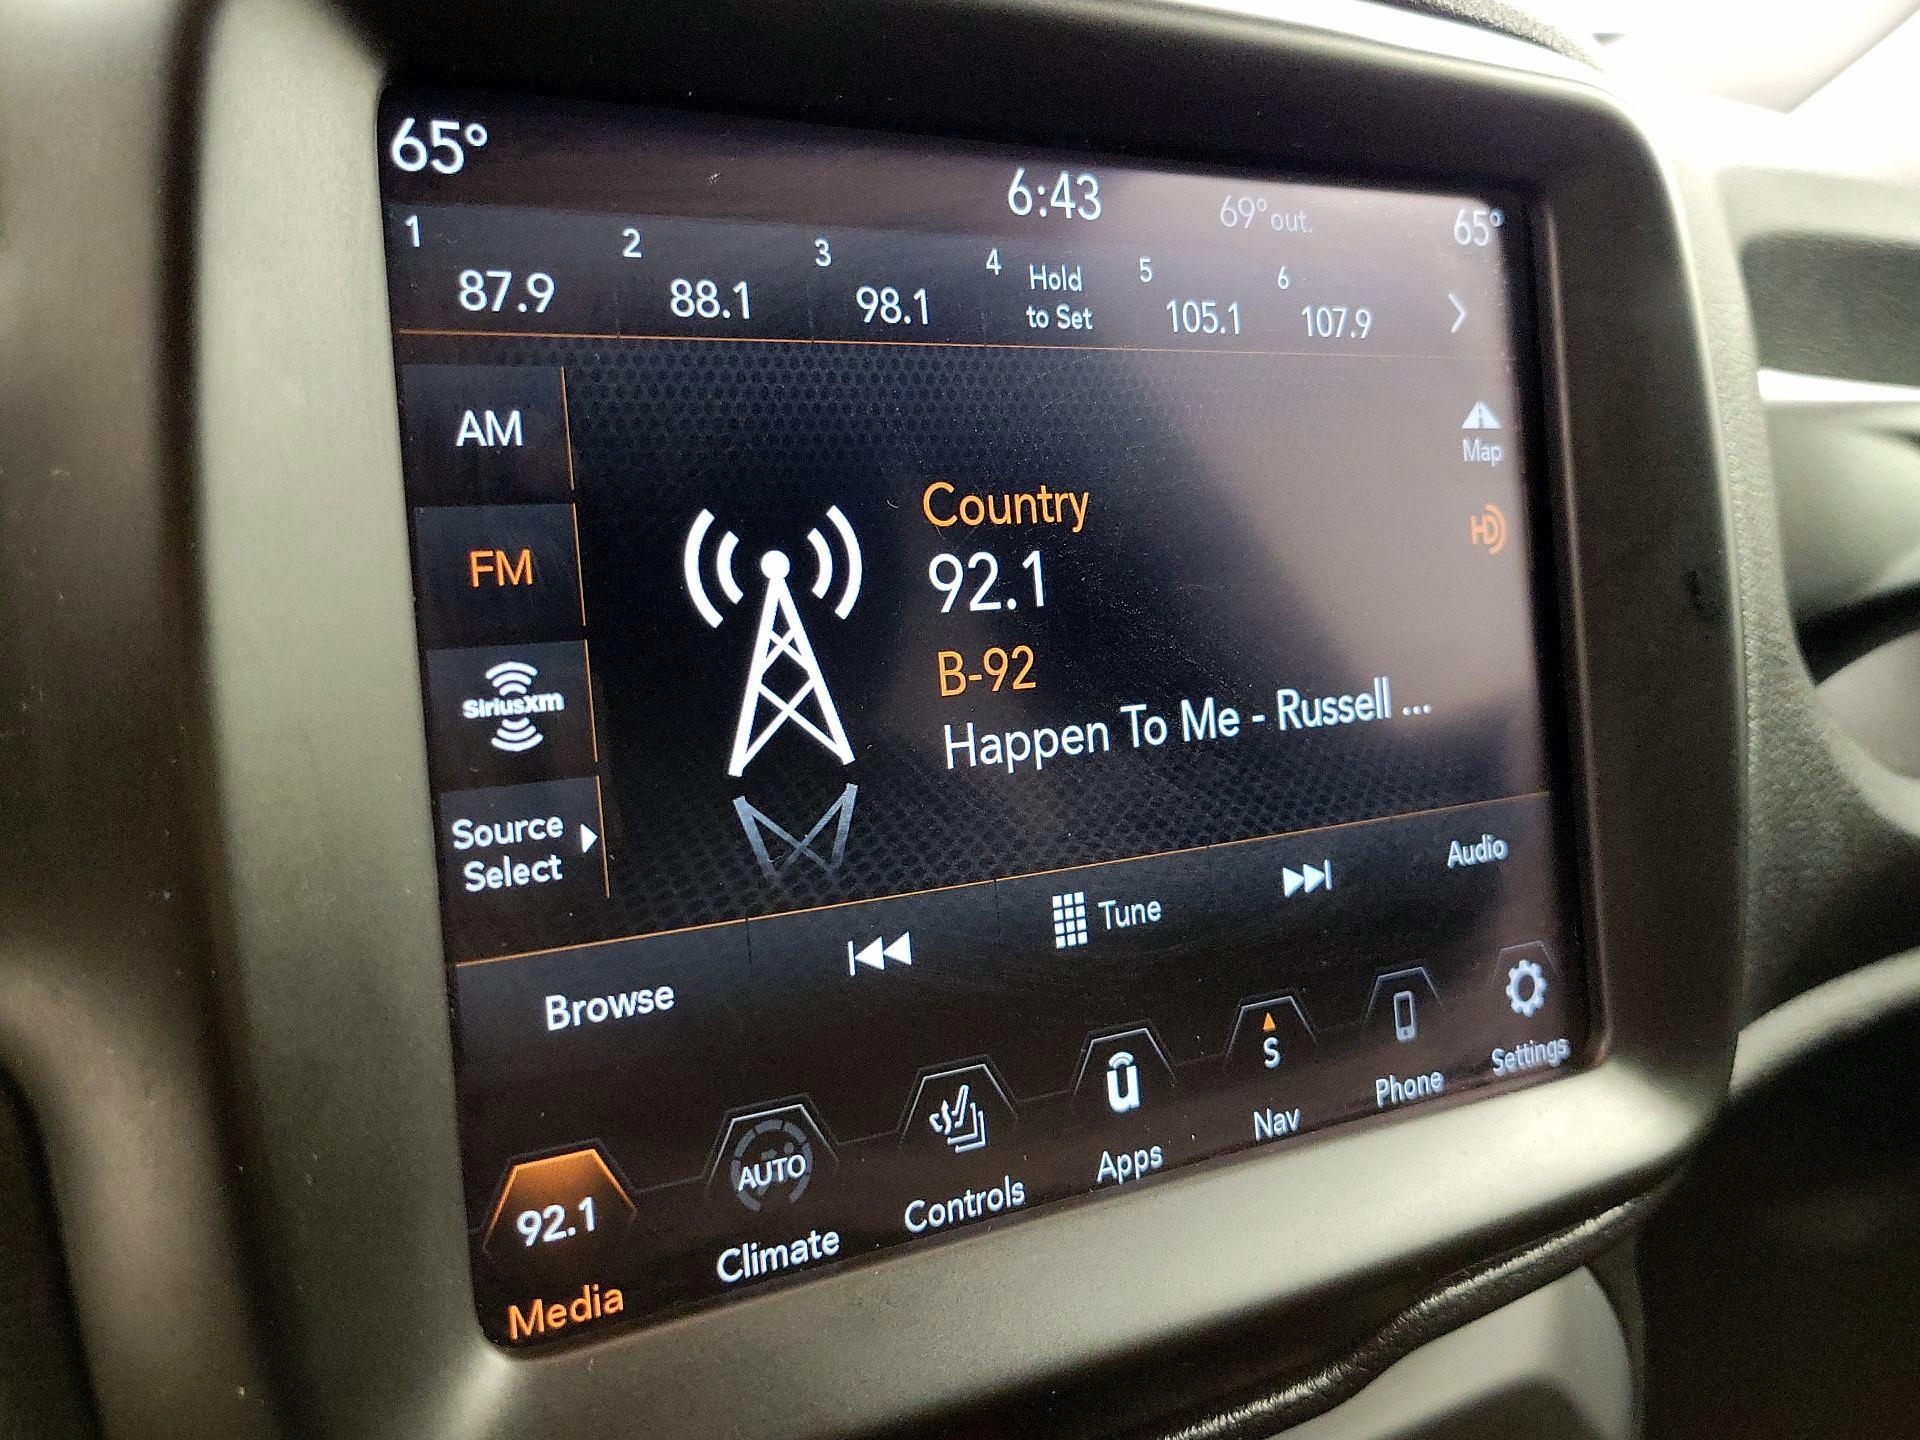 65°
6:43
69° out.
65°
1
87.9
2
88.1
3
98.1
4
Hold
to Set
5
105.1
6
107.9
AM
FM
SiriusXm
Source
Select
Country
92.1
B-92
Happen To Me - Russell ...
Map
HD
Browse
Tune
Audio
92.1
Media
AUTO
Climate
Controls
u
Apps
S
Nav
Phone
Settings